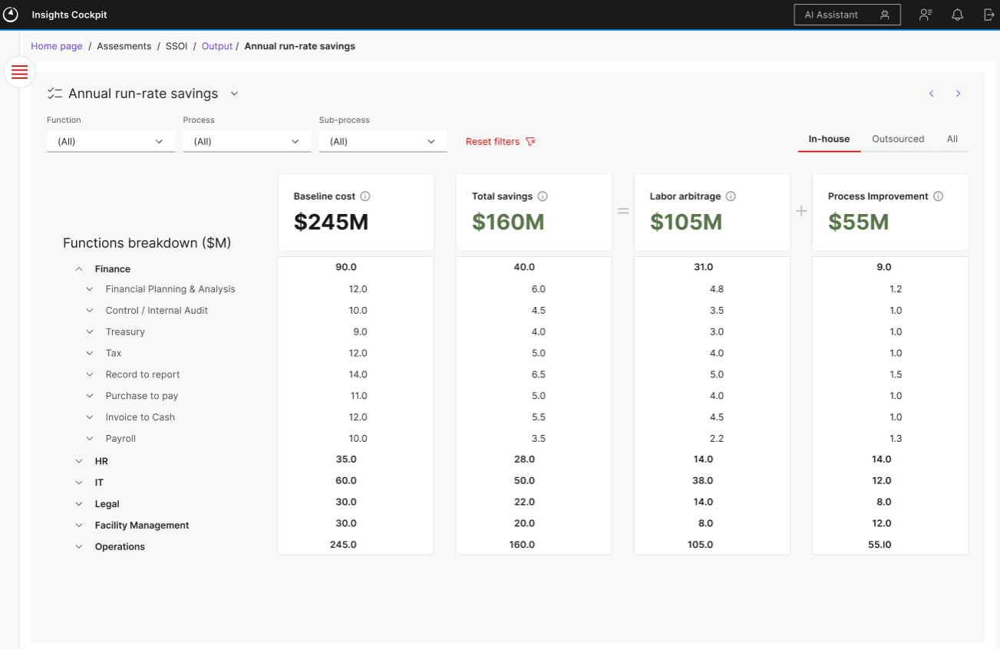 Insights Cockpit
AI Assistant
Home page / Assesments / SSOI / Output / Annual run-rate savings
Annual run-rate savings
Function Process Sub-process
(All) (All) (All) Reset filters
In-house Outsourced All
Baseline cost Total savings Labor arbitrage Process Improvement
$245M $160M = $105M + $55M
Functions breakdown ($M)
Finance 90.0 40.0 31.0 9.0
Financial Planning & Analysis 12.0 6.0 4.8 1.2
Control / Internal Audit 10.0 4.5 3.5 1.0
Treasury 9.0 4.0 3.0 1.0
Tax 12.0 5.0 4.0 1.0
Record to report 14.0 6.5 5.0 1.5
Purchase to pay 11.0 5.0 4.0 1.0
Invoice to Cash 12.0 5.5 4.5 1.0
Payroll 10.0 3.5 2.2 1.3
HR 35.0 28.0 14.0 14.0
IT 60.0 50.0 38.0 12.0
Legal 30.0 22.0 14.0 8.0
Facility Management 30.0 20.0 8.0 12.0
Operations 245.0 160.0 105.0 55.I0